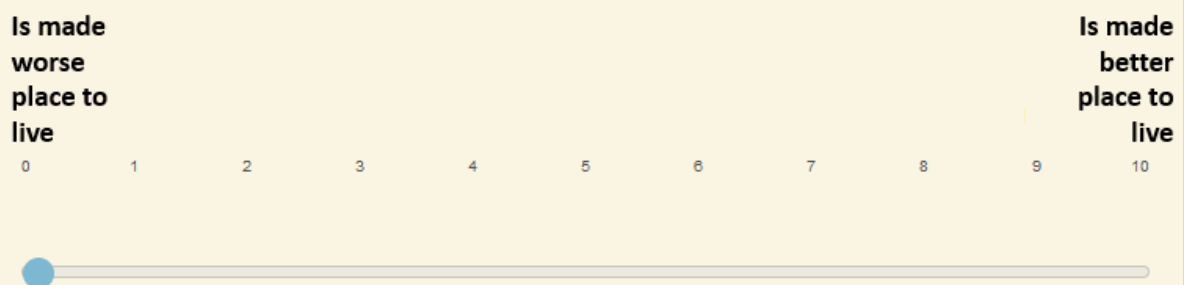 Is made
worse
place to
live
Is made
better
place to
live
0 1 2 3 4 5 6 7 8 9 10